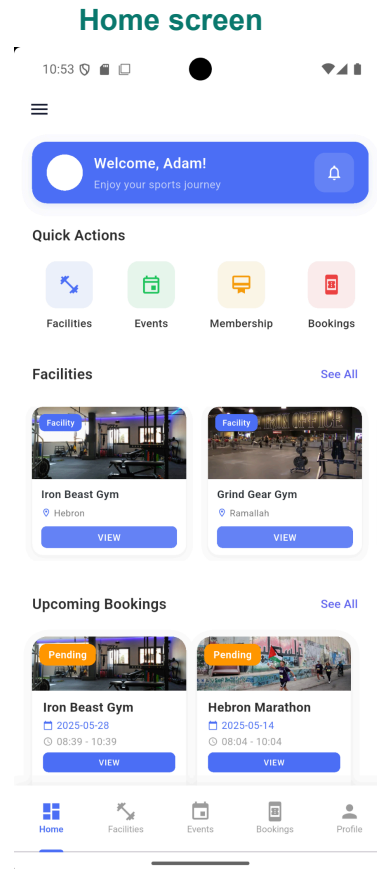 Home screen
10:53
Welcome, Adam!
Enjoy your sports journey
Quick Actions
Facilities Events Membership Bookings
Facilities See All
Facility Facility
Iron Beast Gym Grind Gear Gym
Hebron Ramallah
VIEW VIEW
Upcoming Bookings See All
Pending Pending
Iron Beast Gym Hebron Marathon
2025-05-28 2025-05-14
08:39 - 10:39 08:04 - 10:04
VIEW VIEW
Home Facilities Events Bookings Profile